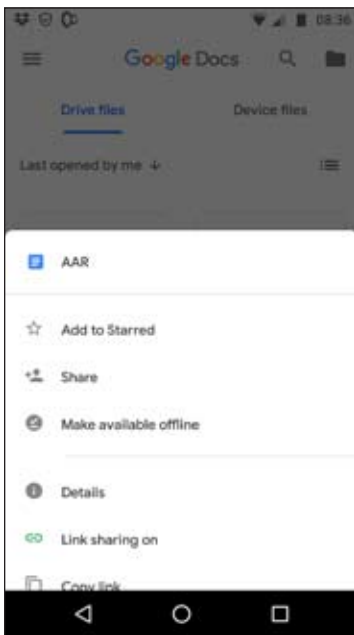 08:36
Google Docs
Drive files Device files
Last opened by me
AAR
Add to Starred
Share
Make available offline
Details
Link sharing on
Copy link